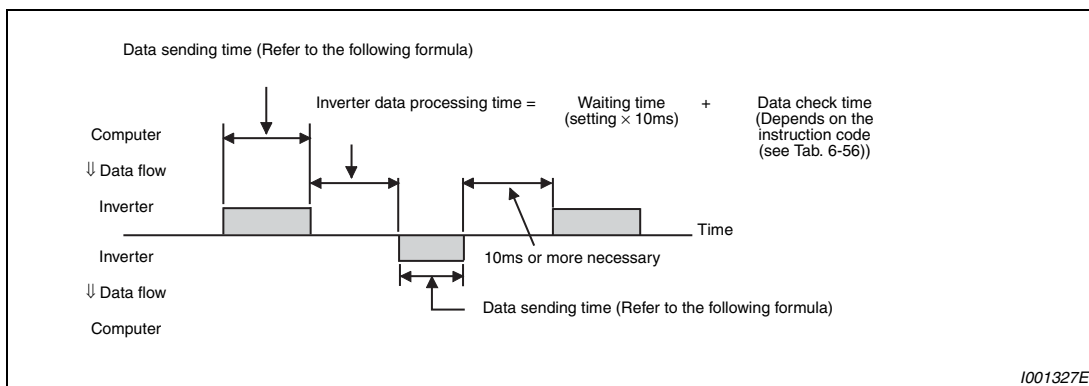 Data sending time (Refer to the following formula)
Inverter data processing time = Waiting time + Data check time
(setting × 10ms) (Depends on the
instruction code
(see Tab. 6-56))
Computer
⇓ Data flow
Inverter
Time
Inverter
⇓ Data flow
Computer
10ms or more necessary
Data sending time (Refer to the following formula)
I001327E